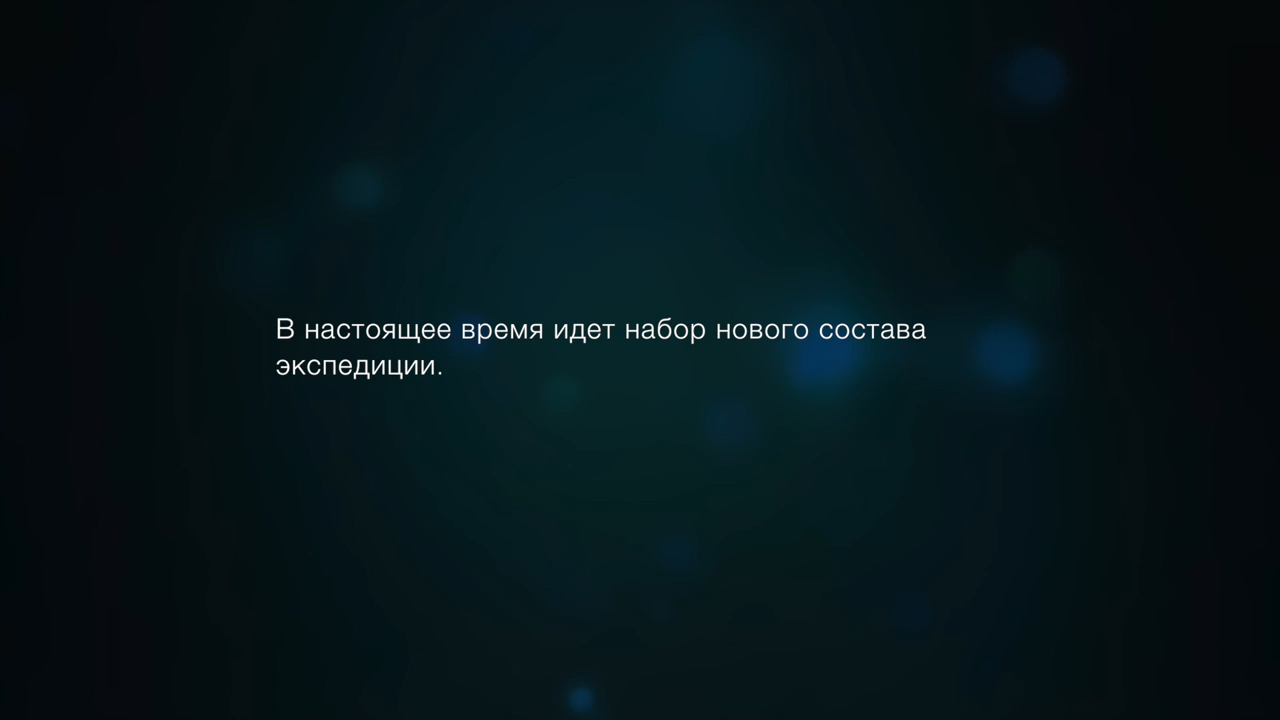 В настоящее время идет набор нового состава
экспедиции.